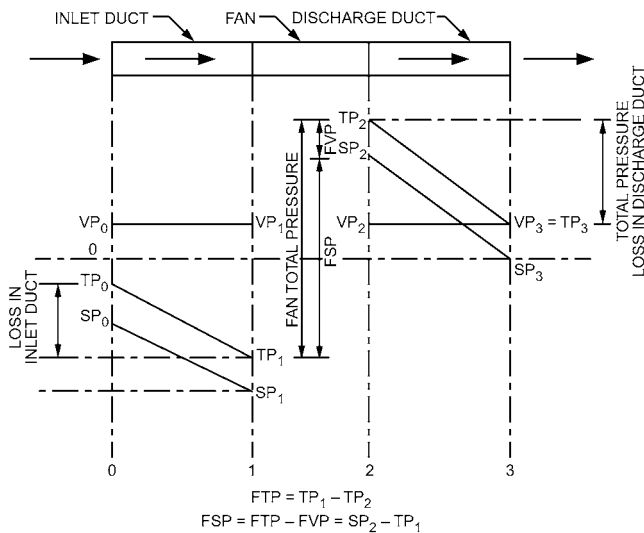 INLET DUCT
FAN
DISCHARGE DUCT
TP₂
SP₂
FVP
FAN TOTAL PRESSURE
FSP
TOTAL PRESSURE
LOSS IN DISCHARGE DUCT
VP₀
VP₁
VP₂
VP₃ = TP₃
0
TP₀
SP₀
LOSS IN
INLET DUCT
TP₁
SP₁
SP₃
0
1
2
3
FTP = TP₁ – TP₂
FSP = FTP – FVP = SP₂ – TP₁